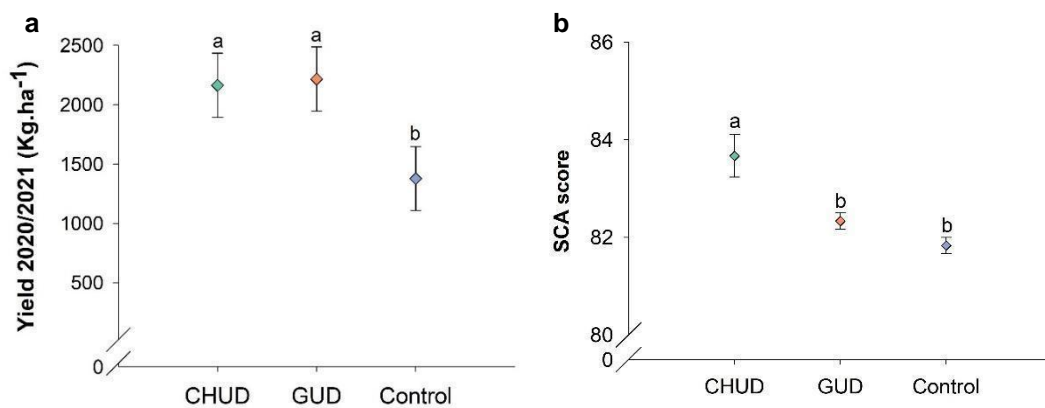 a
Yield 2020/2021 (Kg.ha⁻¹)
2500
2000
1500
1000
500
0
a
a
b
CHUD GUD Control
b
SCA score
86
84
82
80
0
a
b
b
CHUD GUD Control